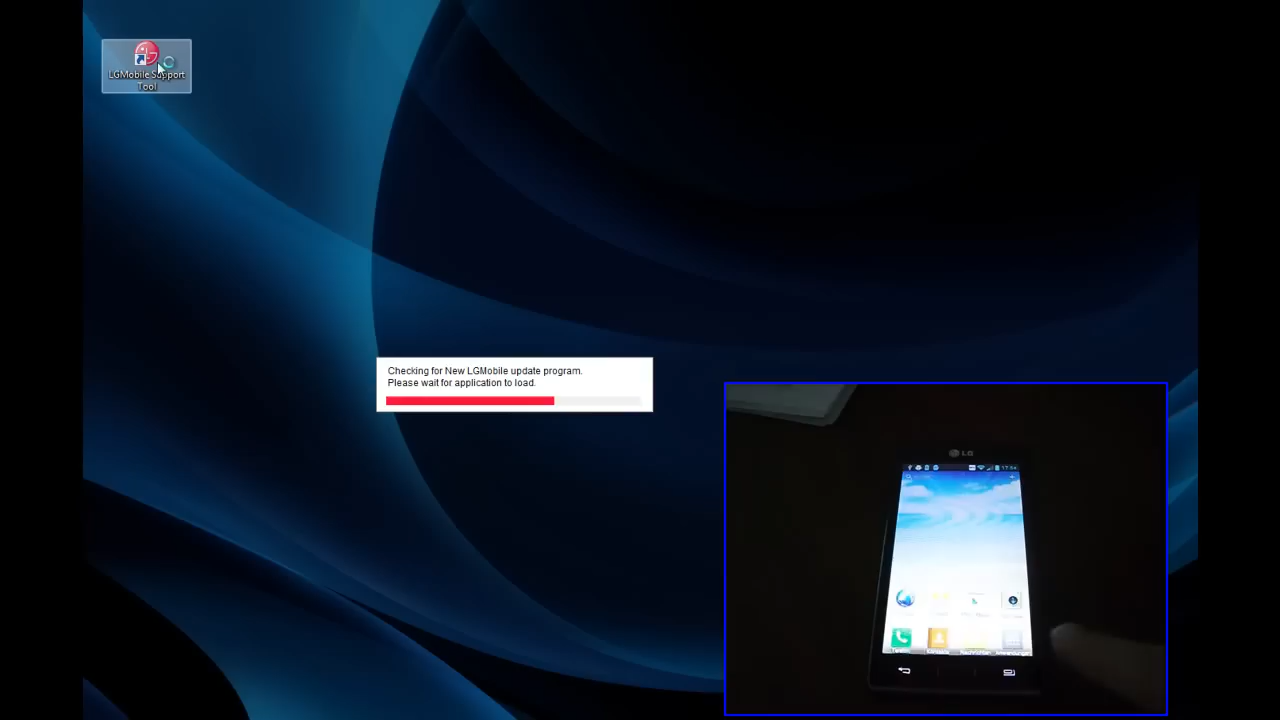 LGMobile Support
Tool
Checking for New LGMobile update program.
Please wait for application to load.
LG